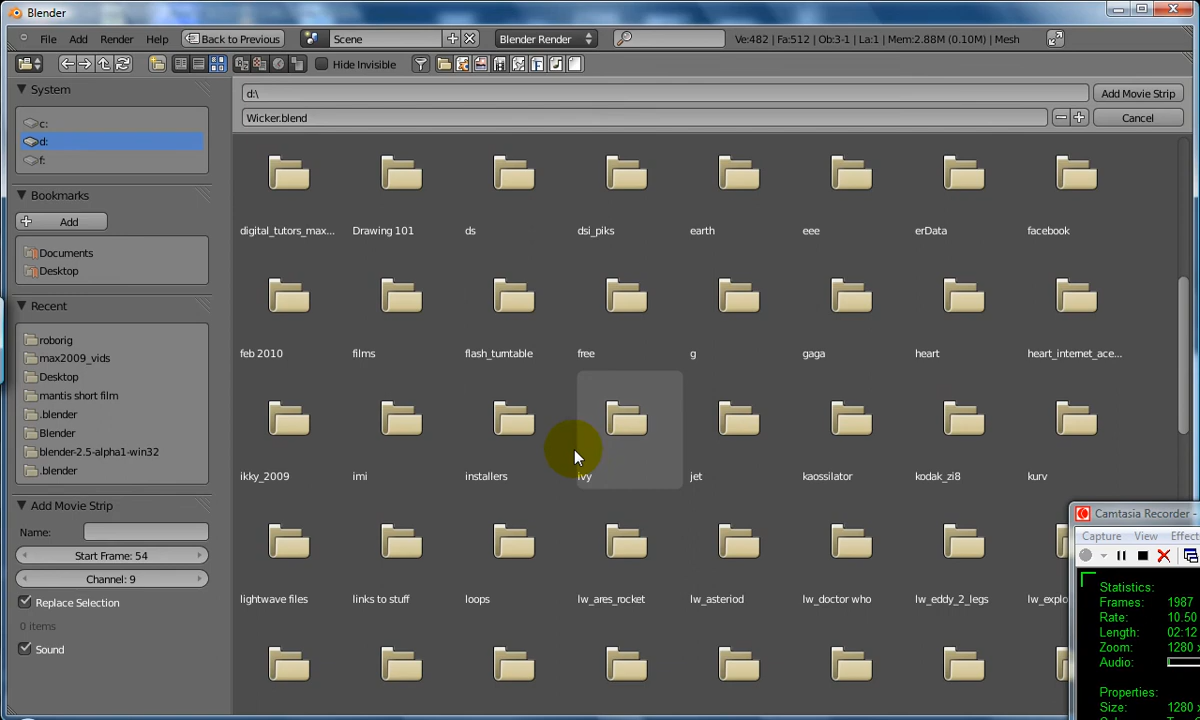 Blender
File Add Render Help Back to Previous Scene Blender Render Ve:482 | Fa:512 | Ob:3-1 | La:1 | Mem:2.88M (0.10M) | Mesh
Hide Invisible
System
c:
d:
f:
Bookmarks
Add
Documents
Desktop
Recent
roborig
max2009_vids
Desktop
mantis short film
.blender
Blender
blender-2.5-alpha1-win32
.blender
Add Movie Strip
Name:
Start Frame: 54
Channel: 9
Replace Selection
0 items
Sound
d:\ Add Movie Strip
Wicker.blend Cancel
digital_tutors_max... Drawing 101 ds dsi_piks earth eee erData facebook
feb 2010 films flash_turntable free g gaga heart heart_internet_ace...
ikky_2009 imi installers ivy jet kaossilator kodak_zi8 kurv
lightwave files links to stuff loops lw_ares_rocket lw_asteriod lw_doctor who lw_eddy_2_legs
Camtasia Recorder -
Capture View Effect
Statistics:
Frames: 1987
Rate: 10.50
Length: 02:12
Zoom: 1280 x
Audio:
Properties:
Size: 1280 x